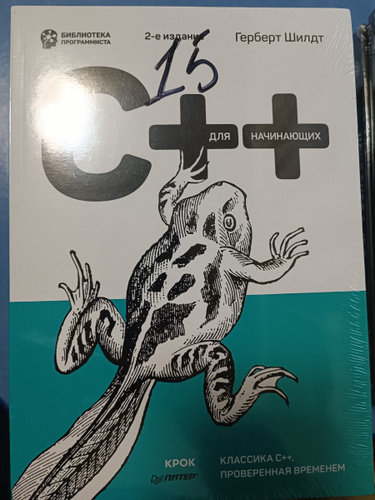 БИБЛИОТЕКА
ПРОГРАММИСТА
2-е издание
Герберт Шилдт
15
C++
ДЛЯ НАЧИНАЮЩИХ
КРОК
ПИТЕР
КЛАССИКА C++,
ПРОВЕРЕННАЯ ВРЕМЕНЕМ